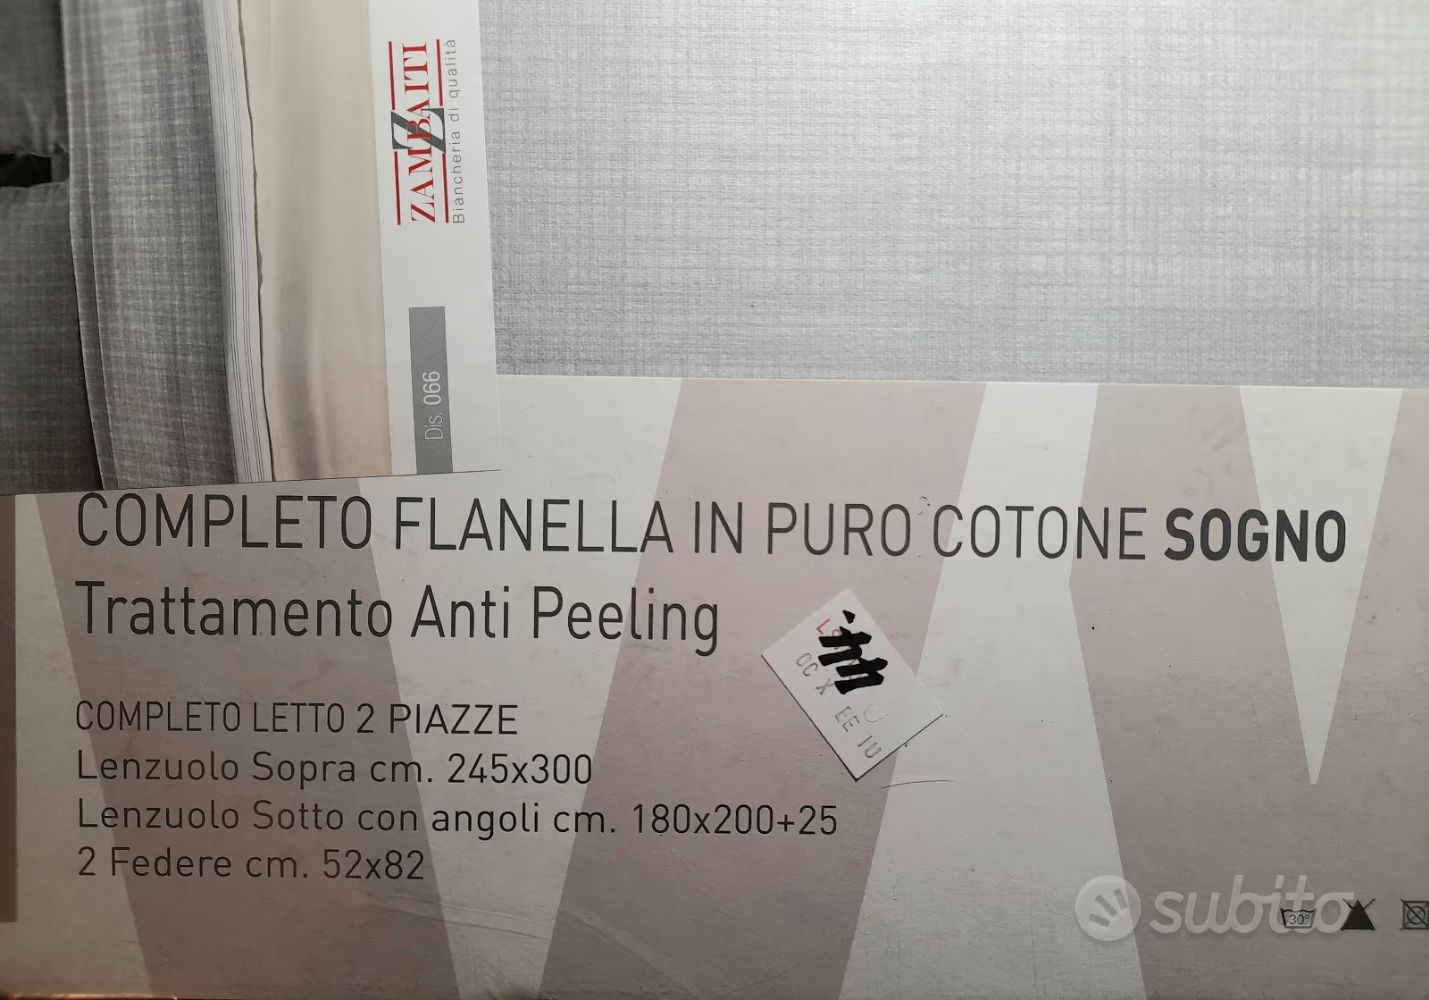 ZAMBAITI
Biancheria di qualità
Dis. 066
COMPLETO FLANELLA IN PURO COTONE SOGNO
Trattamento Anti Peeling
COMPLETO LETTO 2 PIAZZE
Lenzuolo Sopra cm. 245x300
Lenzuolo Sotto con angoli cm. 180x200+25
2 Federe cm. 52x82
subito
30°